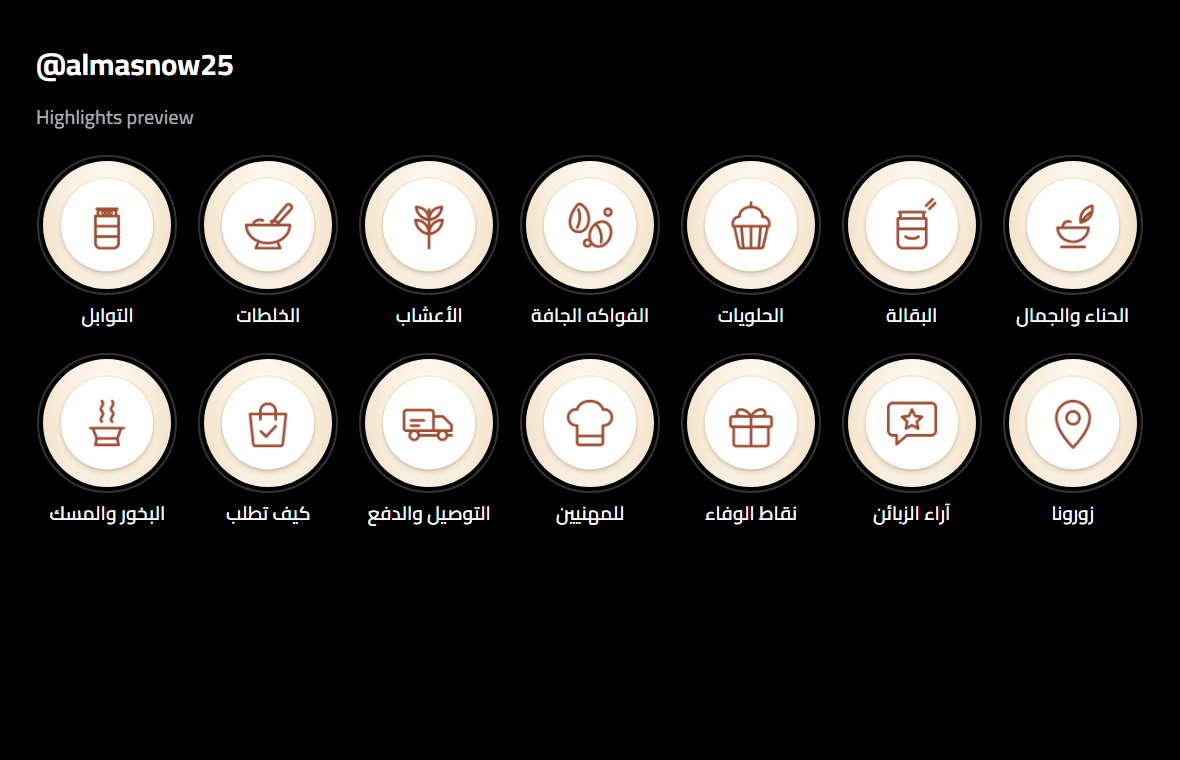 @almasnow25
Highlights preview
التوابل
الخلطات
الأعشاب
الفواكه الجافة
الحلويات
البقالة
الحناء والجمال
البخور والمسك
كيف تطلب
التوصيل والدفع
للمهنيين
نقاط الوفاء
آراء الزبائن
زورونا